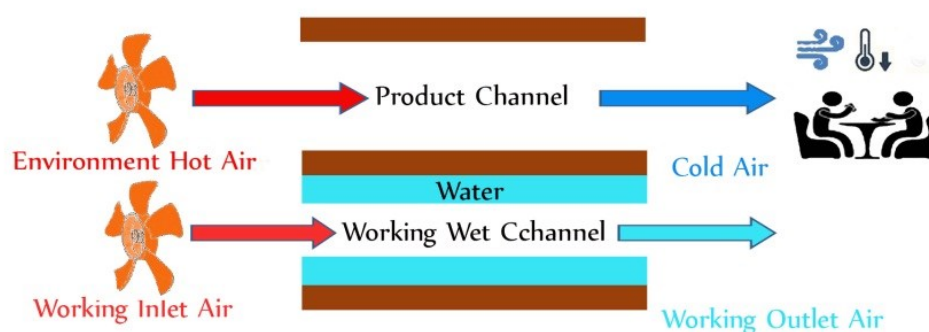 Product Channel
Environment Hot Air
Cold Air
Water
Working Wet Cchannel
Working Inlet Air
Working Outlet Air